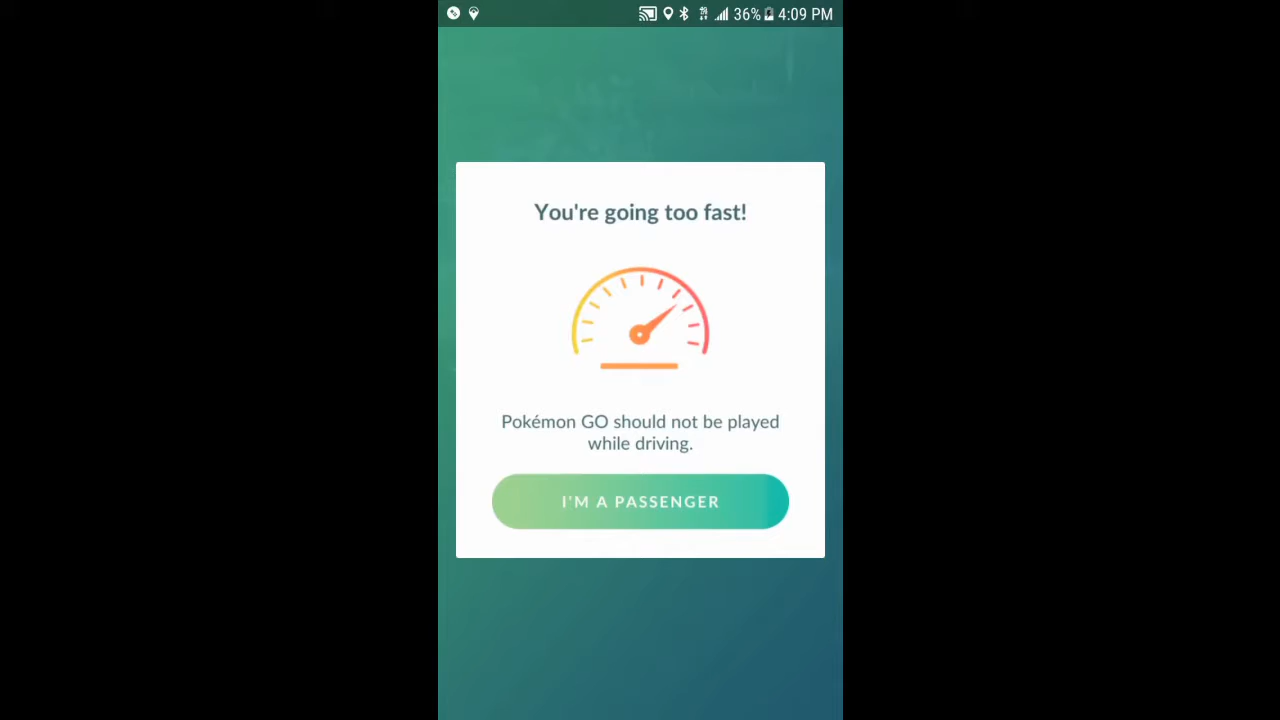 36% 4:09 PM
You're going too fast!
Pokémon GO should not be played
while driving.
I'M A PASSENGER